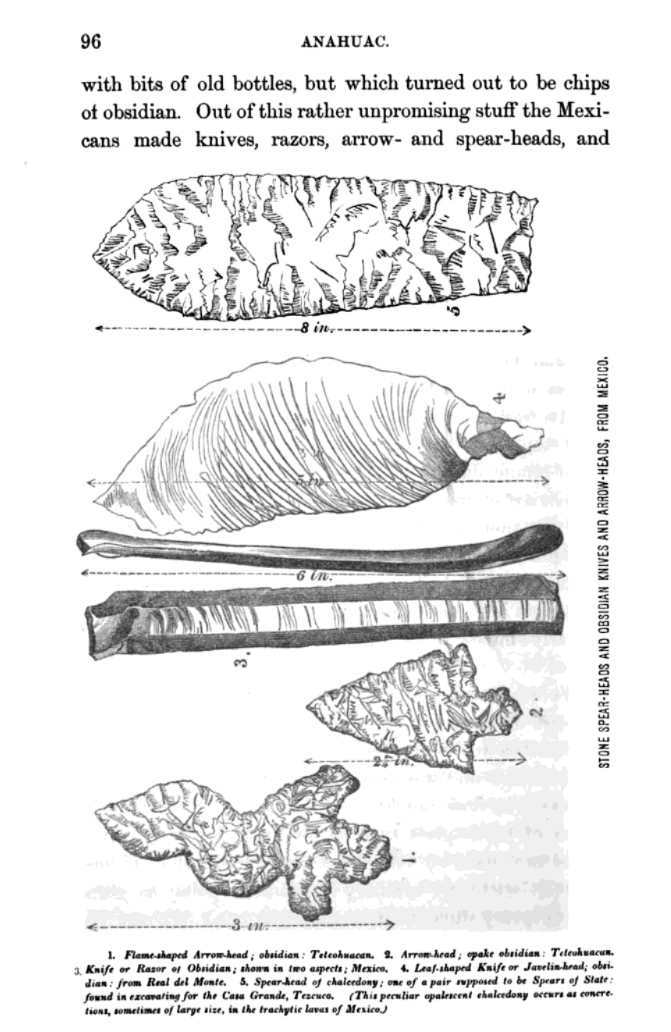 96
ANAHUAC.
with bits of old bottles, but which turned out to be chips
of obsidian. Out of this rather unpromising stuff the Mexi-
cans made knives, razors, arrow- and spear-heads, and
5
8 in.
4
5 in.
6 in.
3.
2.
2¼ in.
1.
3 in.
STONE SPEAR-HEADS AND OBSIDIAN KNIVES AND ARROW-HEADS, FROM MEXICO.
1. Flame-shaped Arrow-head; obsidian: Teteohuacan. 2. Arrow-head; opake obsidian: Teteohuacan.
3. Knife or Razor of Obsidian; shown in two aspects; Mexico. 4. Leaf-shaped Knife or Javelin-head; obsi-
dian: from Real del Monte. 5. Spear-head of chalcedony; one of a pair supposed to be Spears of State:
found in excavating for the Casa Grande, Tezcuco. (This peculiar opalescent chalcedony occurs as concre-
tions, sometimes of large size, in the trachytic lavas of Mexico.)